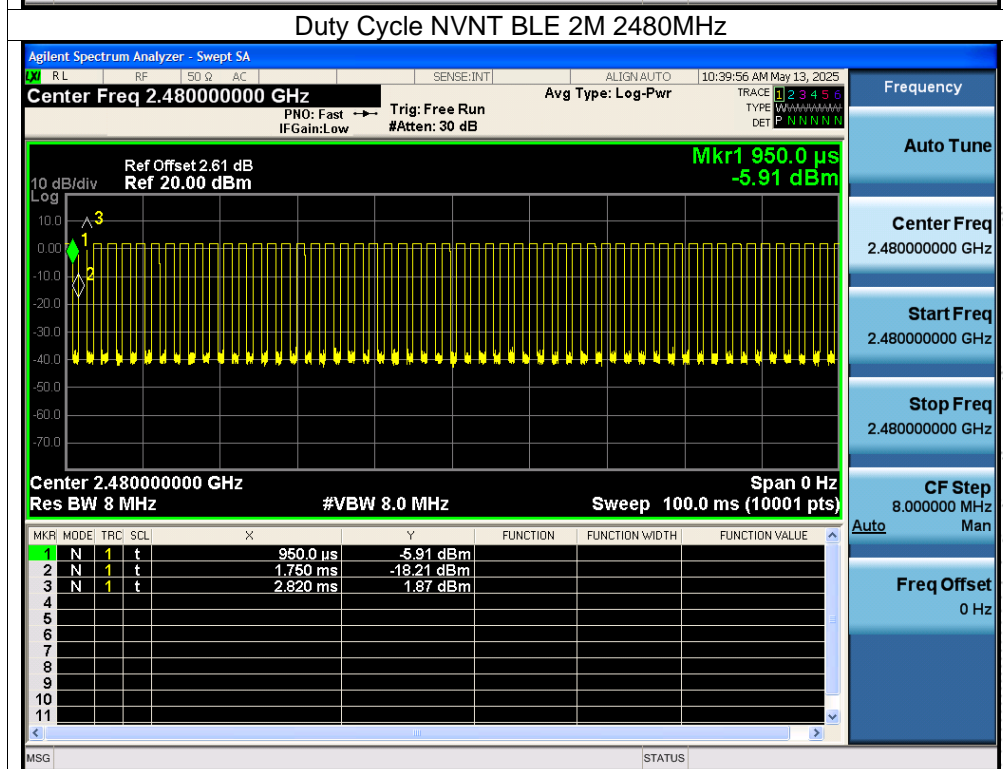 Duty Cycle NVNT BLE 2M 2480MHz
Agilent Spectrum Analyzer - Swept SA
LXI RL RF 50 Ω AC SENSE:INT ALIGN AUTO 10:39:56 AM May 13, 2025
Center Freq 2.480000000 GHz
PNO: Fast
IFGain:Low
Trig: Free Run
#Atten: 30 dB
Avg Type: Log-Pwr
TRACE 1 2 3 4 5 6
TYPE
DET P N N N N N
Ref Offset 2.61 dB
Ref 20.00 dBm
10 dB/div
Log
Mkr1 950.0 µs
-5.91 dBm
10.0
0.00
-10.0
-20.0
-30.0
-40.0
-50.0
-60.0
-70.0
3
1
2
Center 2.480000000 GHz Span 0 Hz
Res BW 8 MHz #VBW 8.0 MHz Sweep 100.0 ms (10001 pts)
MKR MODE TRC SCL X Y FUNCTION FUNCTION WIDTH FUNCTION VALUE
1 N 1 t 950.0 µs -5.91 dBm
2 N 1 t 1.750 ms -18.21 dBm
3 N 1 t 2.820 ms 1.87 dBm
4
5
6
7
8
9
10
11
MSG STATUS
Frequency
Auto Tune
Center Freq
2.480000000 GHz
Start Freq
2.480000000 GHz
Stop Freq
2.480000000 GHz
CF Step
8.000000 MHz
Auto Man
Freq Offset
0 Hz